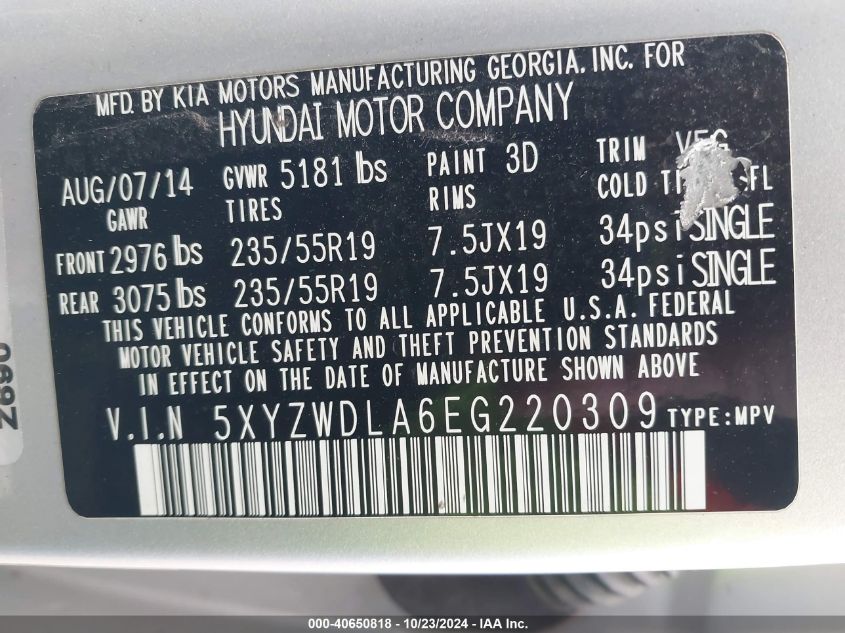 MFD. BY KIA MOTORS MANUFACTURING GEORGIA. INC. FOR
HYUNDAI MOTOR COMPANY
AUG/07/14 GVWR 5181 lbs PAINT 3D TRIM
GAWR TIRES RIMS COLD
FRONT 2976 lbs 235/55R19 7.5JX19 34psi SINGLE
REAR 3075 lbs 235/55R19 7.5JX19 34psi SINGLE
THIS VEHICLE CONFORMS TO ALL APPLICABLE U.S.A. FEDERAL
MOTOR VEHICLE SAFETY AND THEFT PREVENTION STANDARDS
IN EFFECT ON THE DATE OF MANUFACTURE SHOWN ABOVE
V.I.N 5XYZWDLA6EG220309 TYPE:MPV
000-40650818 - 10/23/2024 - IAA Inc.